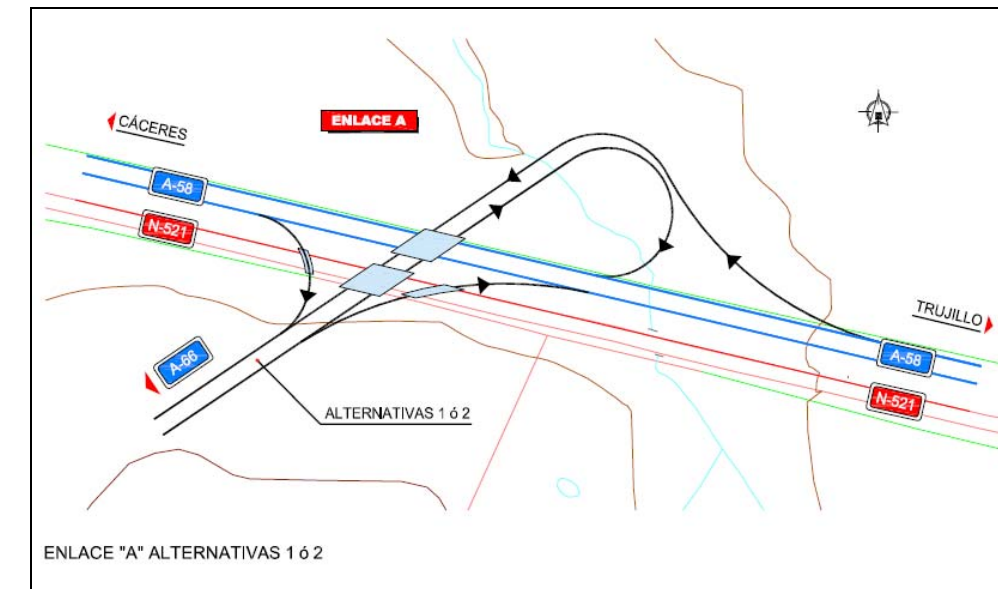 ENLACE A
CÁCERES
A-58
N-521
TRUJILLO
A-58
A-66
N-521
ALTERNATIVAS 1 ó 2
ENLACE "A" ALTERNATIVAS 1 ó 2